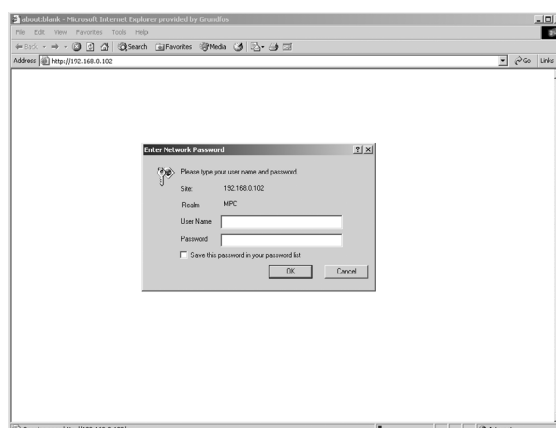 about:blank - Microsoft Internet Explorer provided by Grundfos
File Edit View Favorites Tools Help
Back Search Favorites Media
Address http://192.168.0.102 Go Links
Enter Network Password
Please type your user name and password.
Site: 192.168.0.102
Realm MPC
User Name
Password
Save this password in your password list
OK Cancel